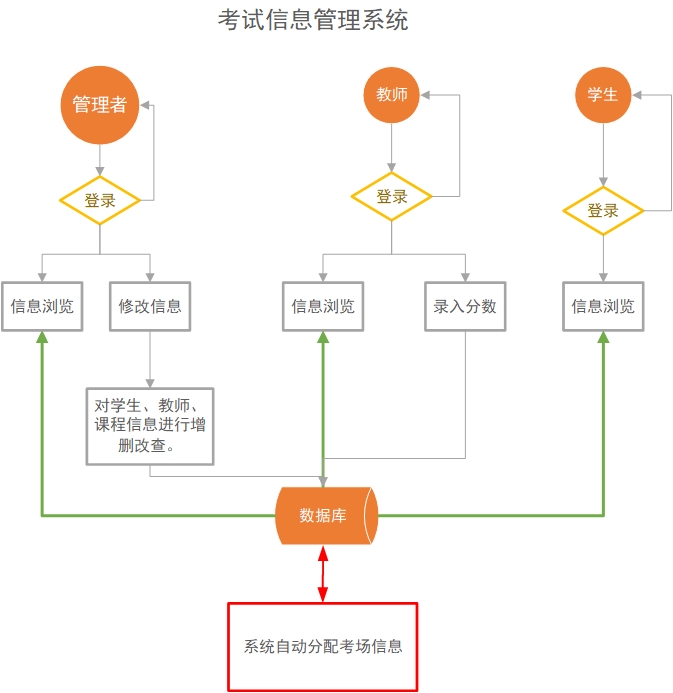 考试信息管理系统
管理者
教师
学生
登录
登录
登录
信息浏览
修改信息
信息浏览
录入分数
信息浏览
对学生、教师、
课程信息进行增
删改查。
数据库
系统自动分配考场信息